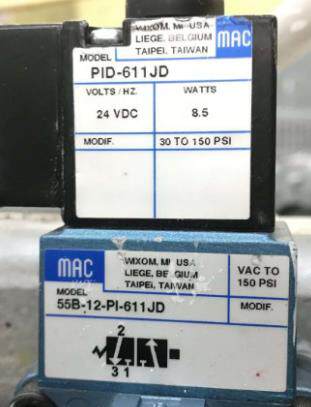 WIXOM, MI USA
LIEGE, BELGIUM
TAIPEI, TAIWAN
MAC
MODEL
PID-611JD
VOLTS/HZ. WATTS
24 VDC 8.5
MODIF. 30 TO 150 PSI
MAC
WIXOM, MI USA
LIEGE, BELGIUM
TAIPEI, TAIWAN
VAC TO
150 PSI
MODEL
55B-12-PI-611JD
MODIF.
2
3 1